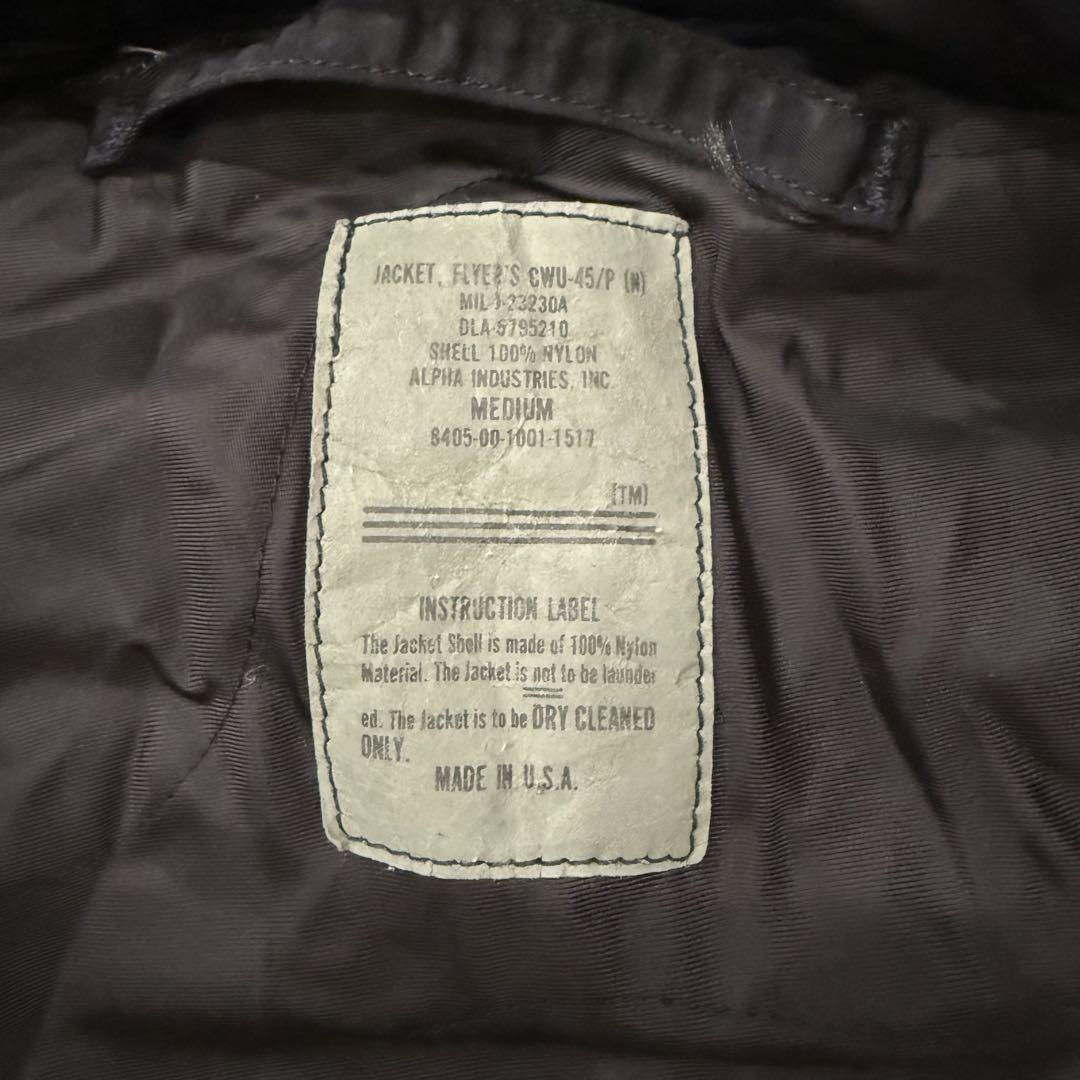 JACKET, FLYER'S CWU-45/P (N)
MIL-J-23230A
DLA-5795210
SHELL 100% NYLON
ALPHA INDUSTRIES, INC.
MEDIUM
8405-00-1001-1517
(TM)
INSTRUCTION LABEL
The Jacket Shell is made of 100% Nylon
Material. The Jacket is not to be launder
ed. The Jacket is to be DRY CLEANED
ONLY.
MADE IN U.S.A.